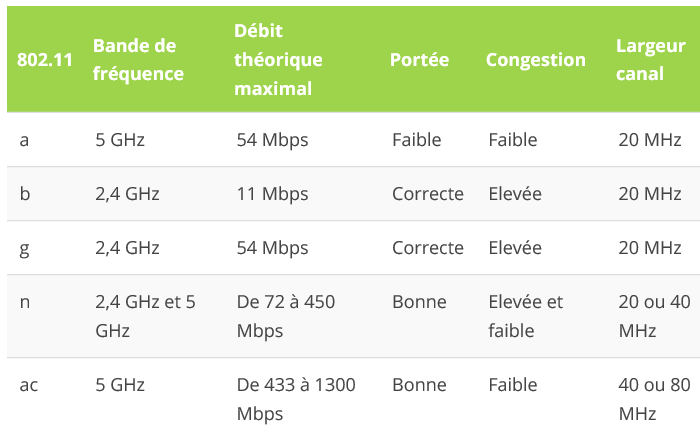 802.11 Bande de fréquence Débit théorique maximal Portée Congestion Largeur canal
a 5 GHz 54 Mbps Faible Faible 20 MHz
b 2,4 GHz 11 Mbps Correcte Elevée 20 MHz
g 2,4 GHz 54 Mbps Correcte Elevée 20 MHz
n 2,4 GHz et 5 GHz De 72 à 450 Mbps Bonne Elevée et faible 20 ou 40 MHz
ac 5 GHz De 433 à 1300 Mbps Bonne Faible 40 ou 80 MHz